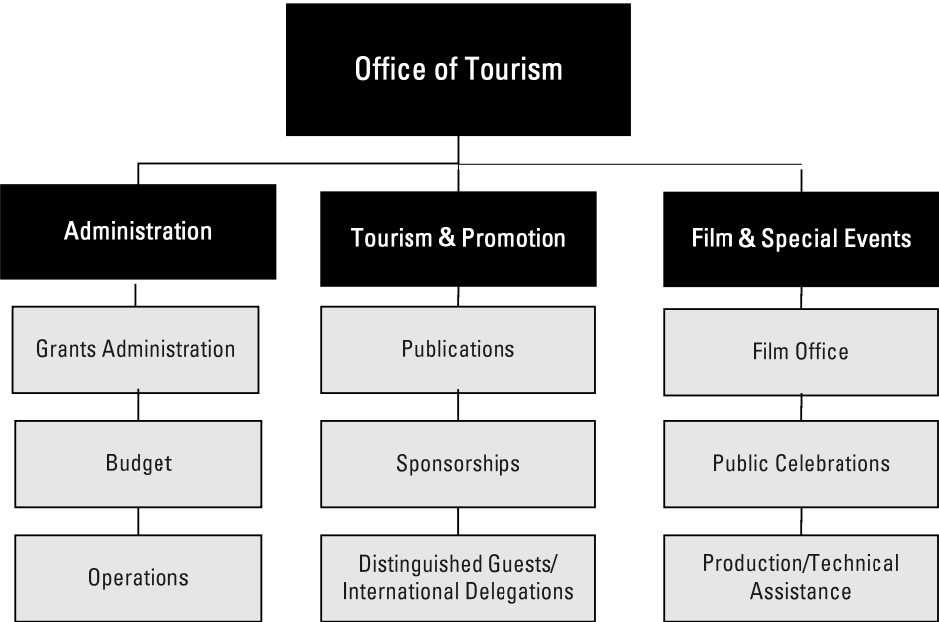 Office of Tourism
Administration
Tourism & Promotion
Film & Special Events
Grants Administration
Publications
Film Office
Budget
Sponsorships
Public Celebrations
Operations
Distinguished Guests/
International Delegations
Production/Technical
Assistance